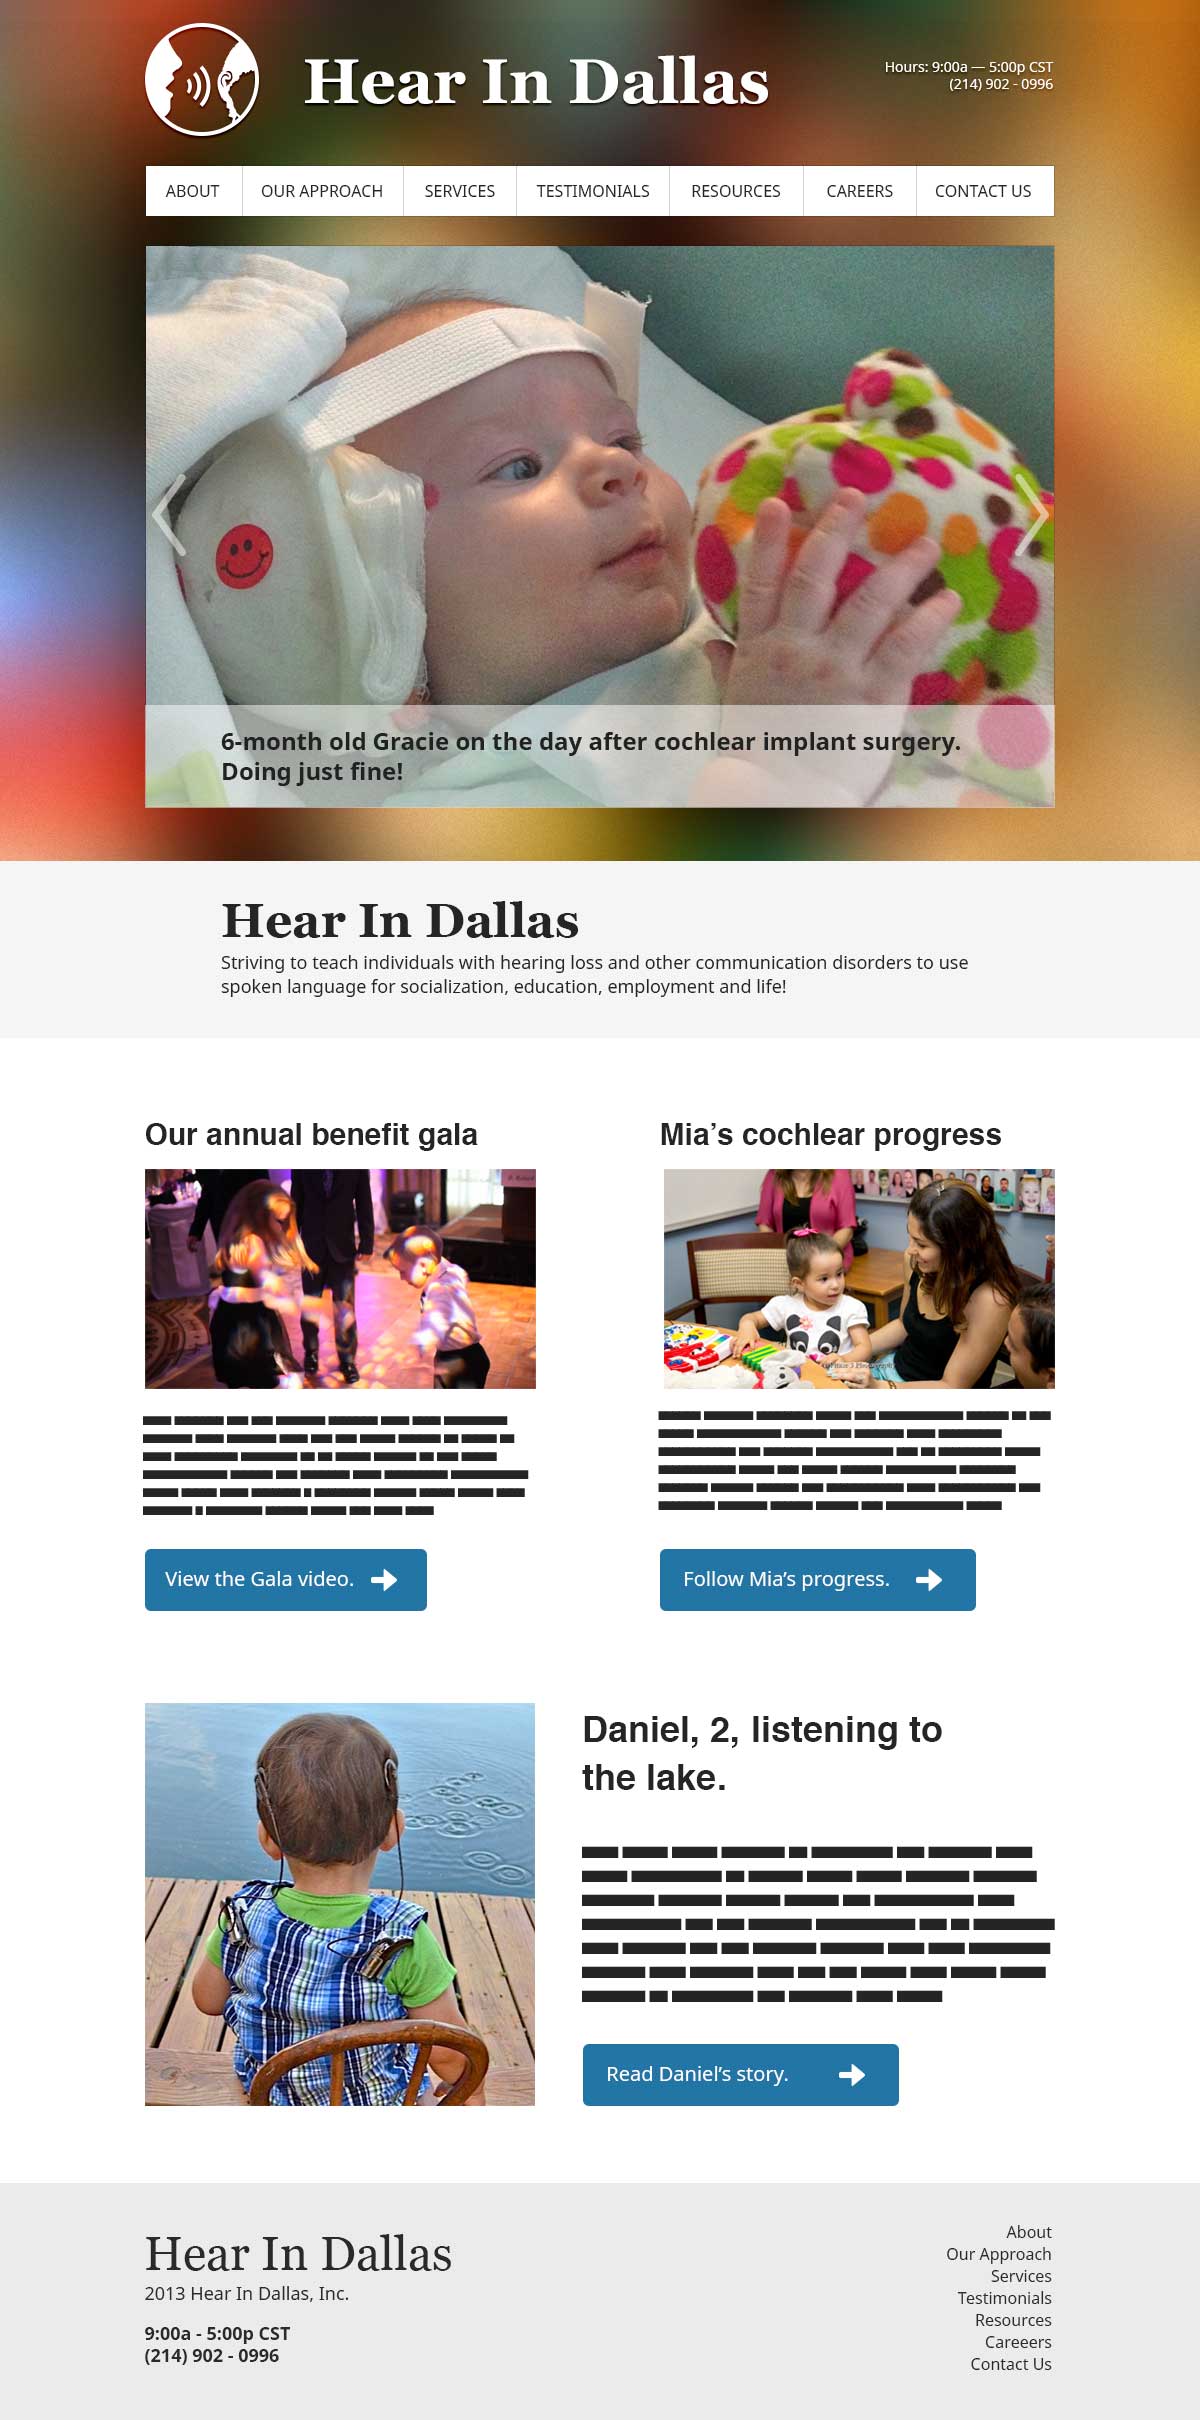 Hear In Dallas
Hours: 9:00a — 5:00p CST
(214) 902 - 0996
ABOUT
OUR APPROACH
SERVICES
TESTIMONIALS
RESOURCES
CAREERS
CONTACT US
6-month old Gracie on the day after cochlear implant surgery.
Doing just fine!
Hear In Dallas
Striving to teach individuals with hearing loss and other communication disorders to use
spoken language for socialization, education, employment and life!
Our annual benefit gala
Mia’s cochlear progress
View the Gala video.
Follow Mia’s progress.
Daniel, 2, listening to
the lake.
Read Daniel’s story.
Hear In Dallas
2013 Hear In Dallas, Inc.
9:00a - 5:00p CST
(214) 902 - 0996
About
Our Approach
Services
Testimonials
Resources
Careeers
Contact Us